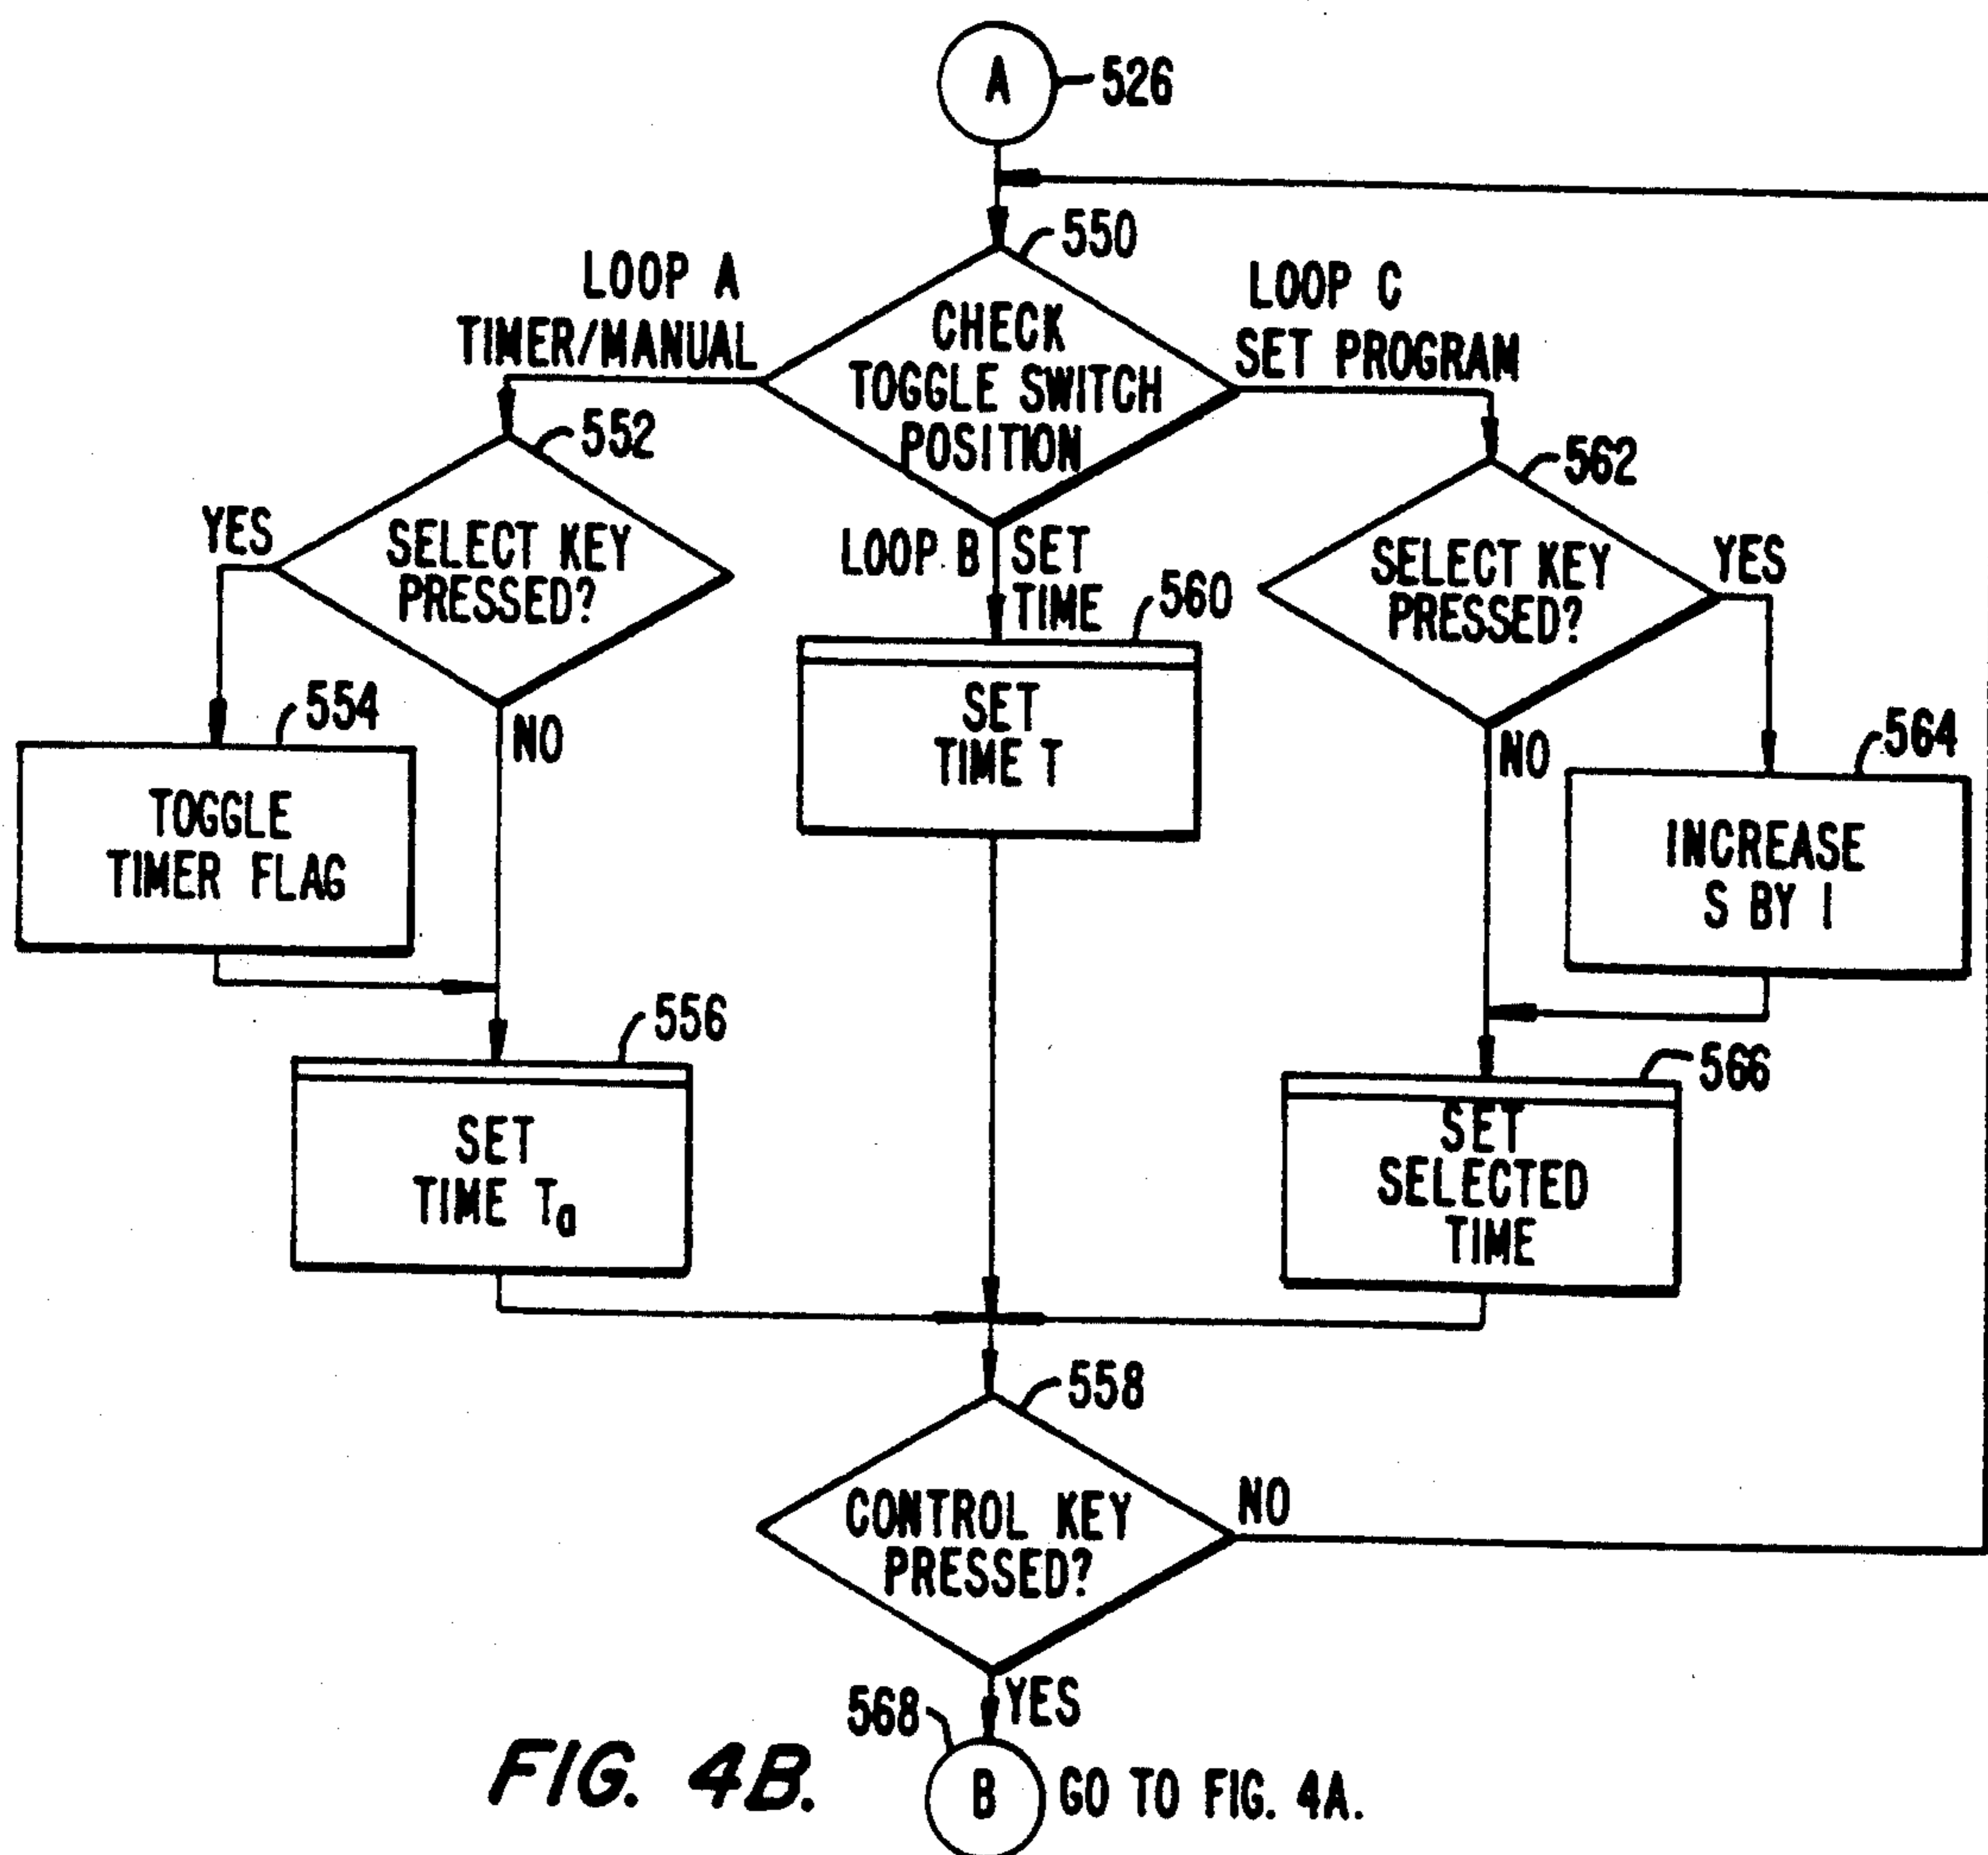 A
526
550
LOOP A
TIMER/MANUAL
LOOP C
SET PROGRAM
CHECK
TOGGLE SWITCH
POSITION
552
562
YES
SELECT KEY
PRESSED?
LOOP B
SET
TIME
560
SELECT KEY
PRESSED?
YES
554
NO
SET
TIME T
NO
564
TOGGLE
TIMER FLAG
INCREASE
S BY 1
556
566
SET
TIME Ta
SET
SELECTED
TIME
558
CONTROL KEY
PRESSED?
NO
YES
568
FIG. 4B.
B
GO TO FIG. 4A.